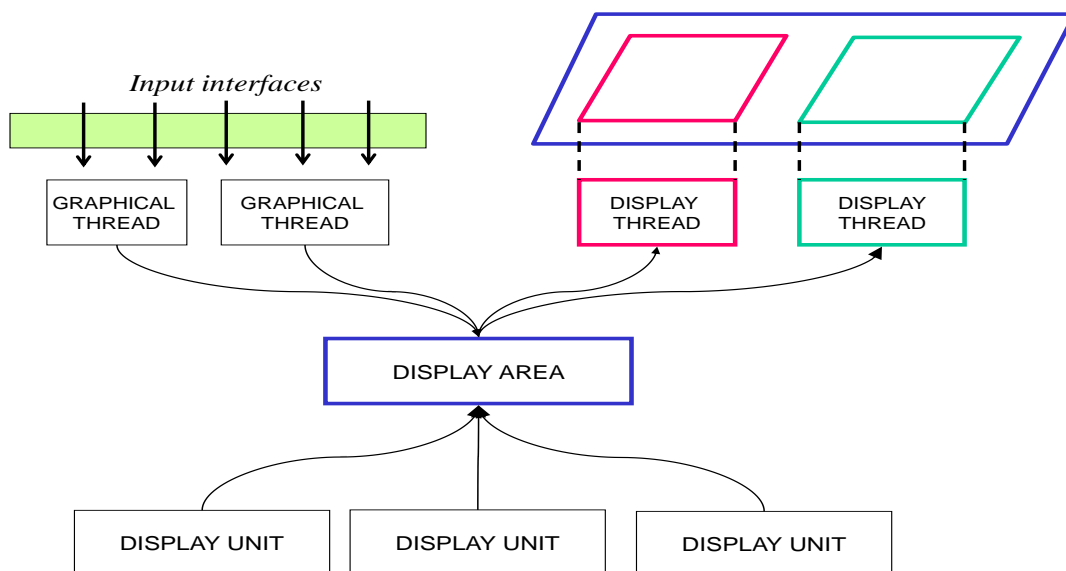 Input interfaces
GRAPHICAL
THREAD
GRAPHICAL
THREAD
DISPLAY
THREAD
DISPLAY
THREAD
DISPLAY AREA
DISPLAY UNIT
DISPLAY UNIT
DISPLAY UNIT